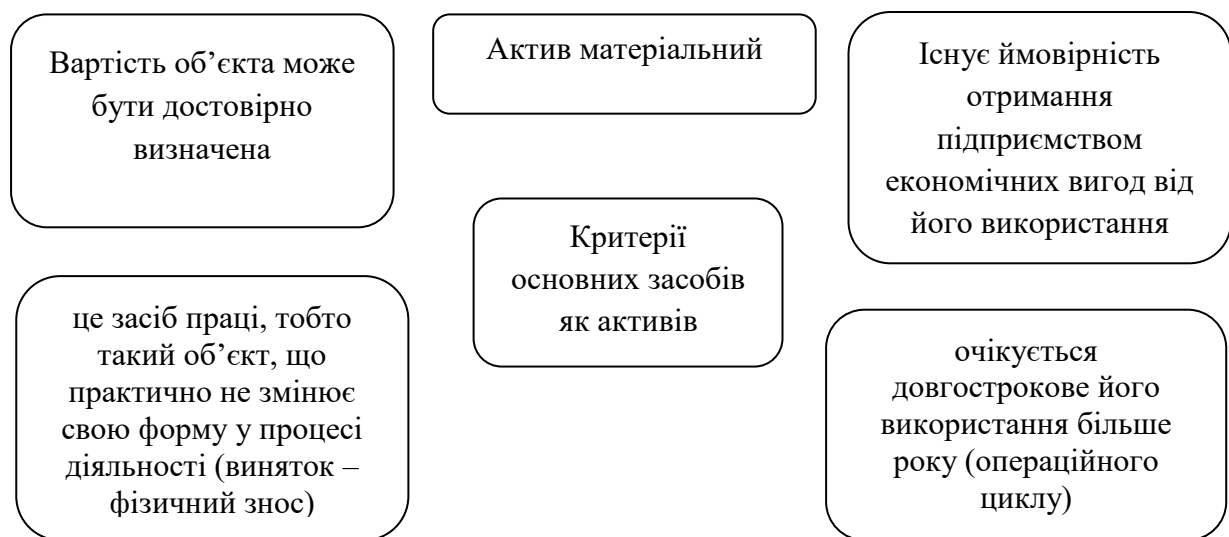 Вартість об’єкта може
бути достовірно
визначена
Актив матеріальний
Існує ймовірність
отримання
підприємством
економічних вигод від
його використання
Критерії
основних засобів
як активів
це засіб праці, тобто
такий об’єкт, що
практично не змінює
свою форму у процесі
діяльності (виняток –
фізичний знос)
очікується
довгострокове його
використання більше
року (операційного
циклу)